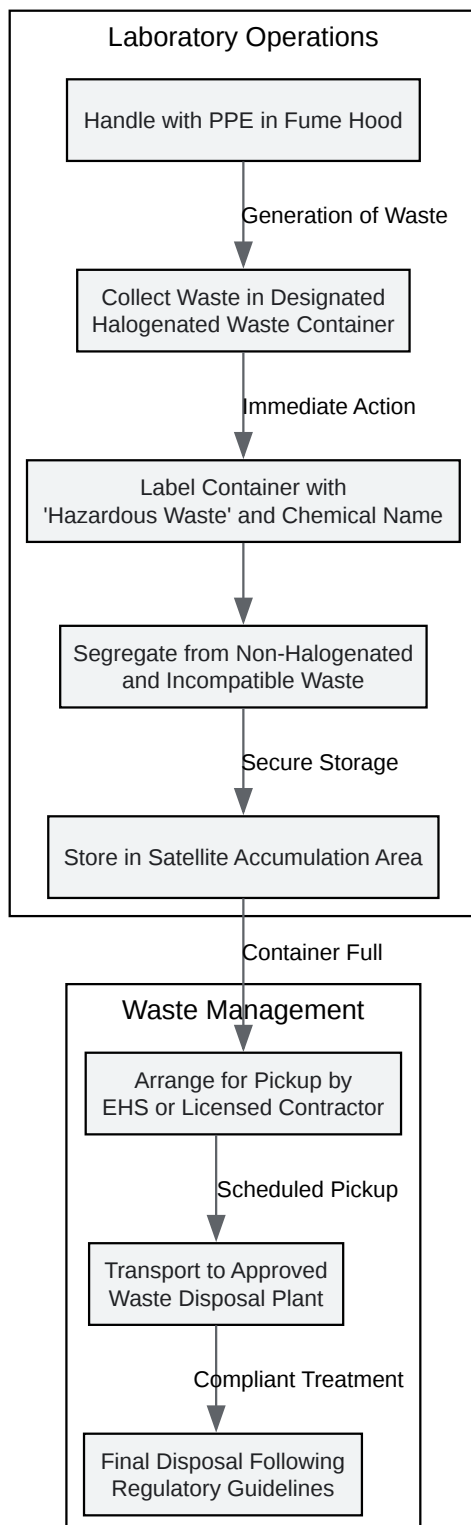 Laboratory Operations
Handle with PPE in Fume Hood
Generation of Waste
Collect Waste in Designated
Halogenated Waste Container
Immediate Action
Label Container with
'Hazardous Waste' and Chemical Name
Segregate from Non-Halogenated
and Incompatible Waste
Secure Storage
Store in Satellite Accumulation Area
Container Full
Waste Management
Arrange for Pickup by
EHS or Licensed Contractor
Scheduled Pickup
Transport to Approved
Waste Disposal Plant
Compliant Treatment
Final Disposal Following
Regulatory Guidelines